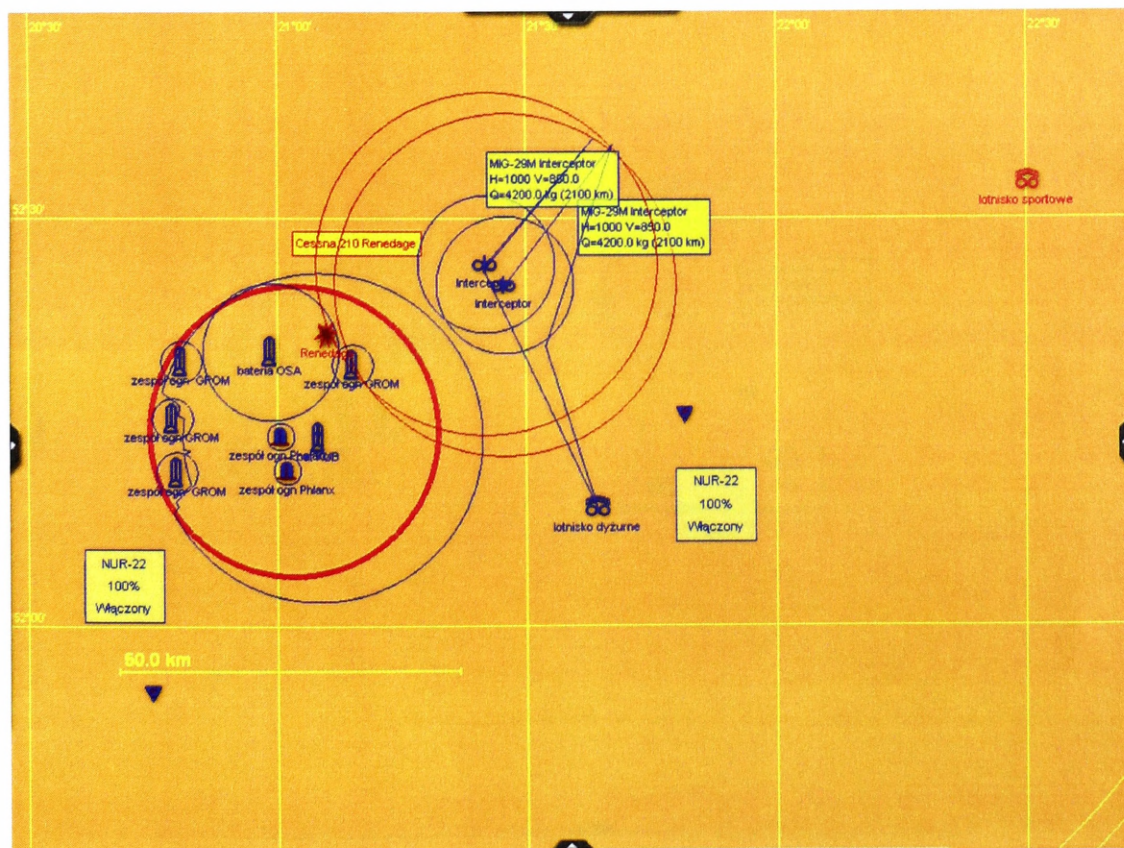 20°30'
21°00'
21°30'
22°00'
22°30'
MiG-29M Interceptor
H=1000 V=850.0
Q=4200.0 kg (2100 km)
lotnisko sportowe
52°30'
MiG-29M Interceptor
H=1000 V=850.0
Q=4200.0 kg (2100 km)
Cessna 210 Renedage
Interceptor
Renedage
bateria OSA
zespół ogn GROM
zespół ogn GROM
zespół ogn GROM
zespół ogn
zespół ogn Phlanx
zespół ogn GROM
NUR-22
100%
Włączony
lotnisko dyżurne
NUR-22
100%
Włączony
52°00'
60.0 km